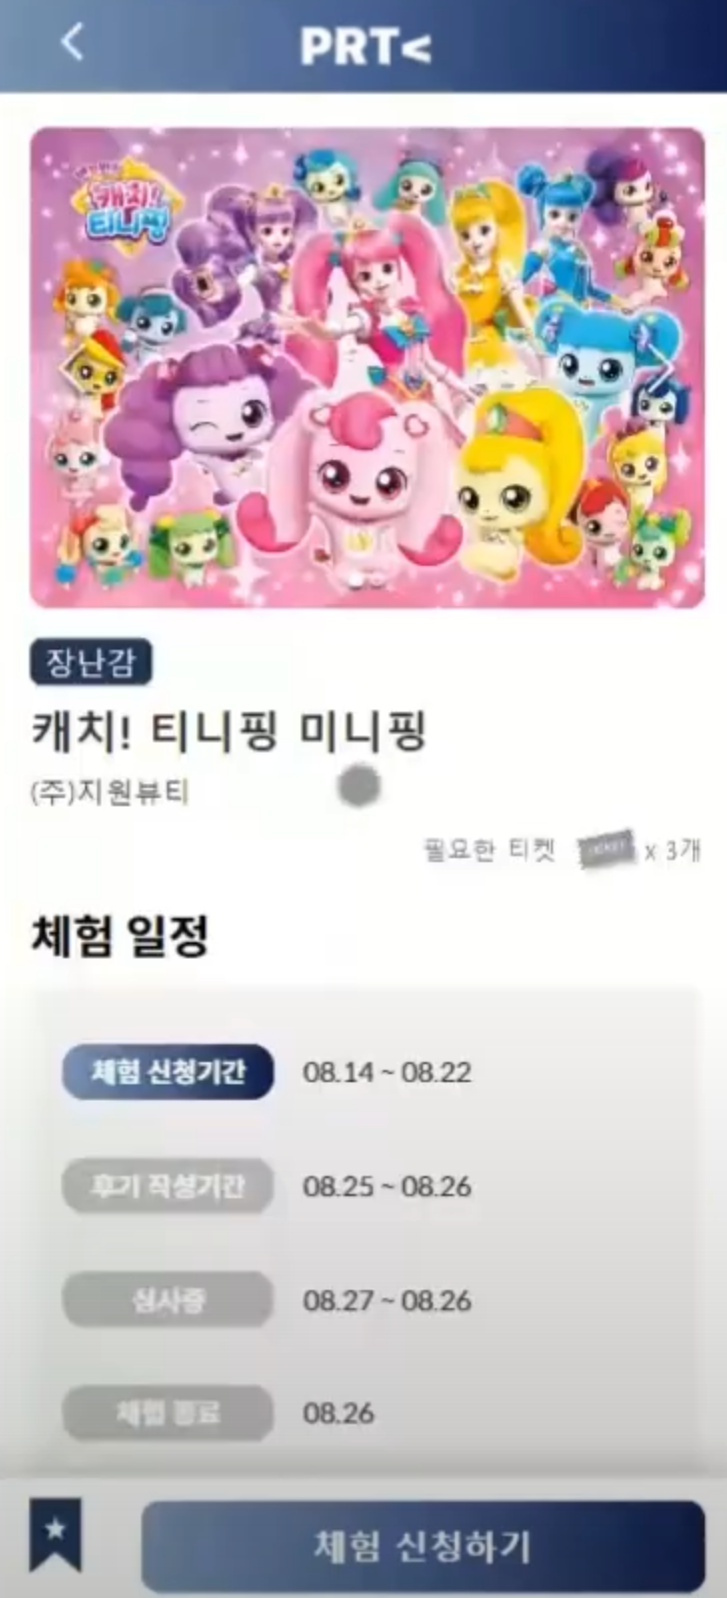 PRT<
캐치!
티니핑
장난감
캐치! 티니핑 미니핑
(주)지원뷰티
필요한 티켓 x 3개
체험 일정
체험 신청기간 08.14 ~ 08.22
후기 작성기간 08.25 ~ 08.26
심사중 08.27 ~ 08.26
체험 종료 08.26
체험 신청하기